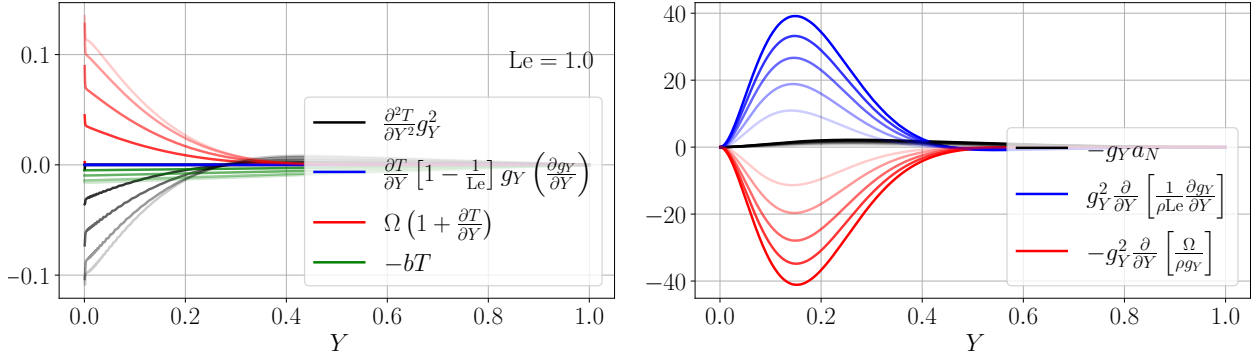 0.1
0.0
−0.1
Le = 1.0
∂²T/∂Y² g_Y²
∂T/∂Y [1 − 1/Le] g_Y (∂g_Y/∂Y)
Ω (1 + ∂T/∂Y)
−bT
0.0 0.2 0.4 0.6 0.8 1.0
Y
40
20
0
−20
−40
−g_Y a_N
g_Y² ∂/∂Y [1/ρLe ∂g_Y/∂Y]
−g_Y² ∂/∂Y [Ω/ρg_Y]
0.0 0.2 0.4 0.6 0.8 1.0
Y